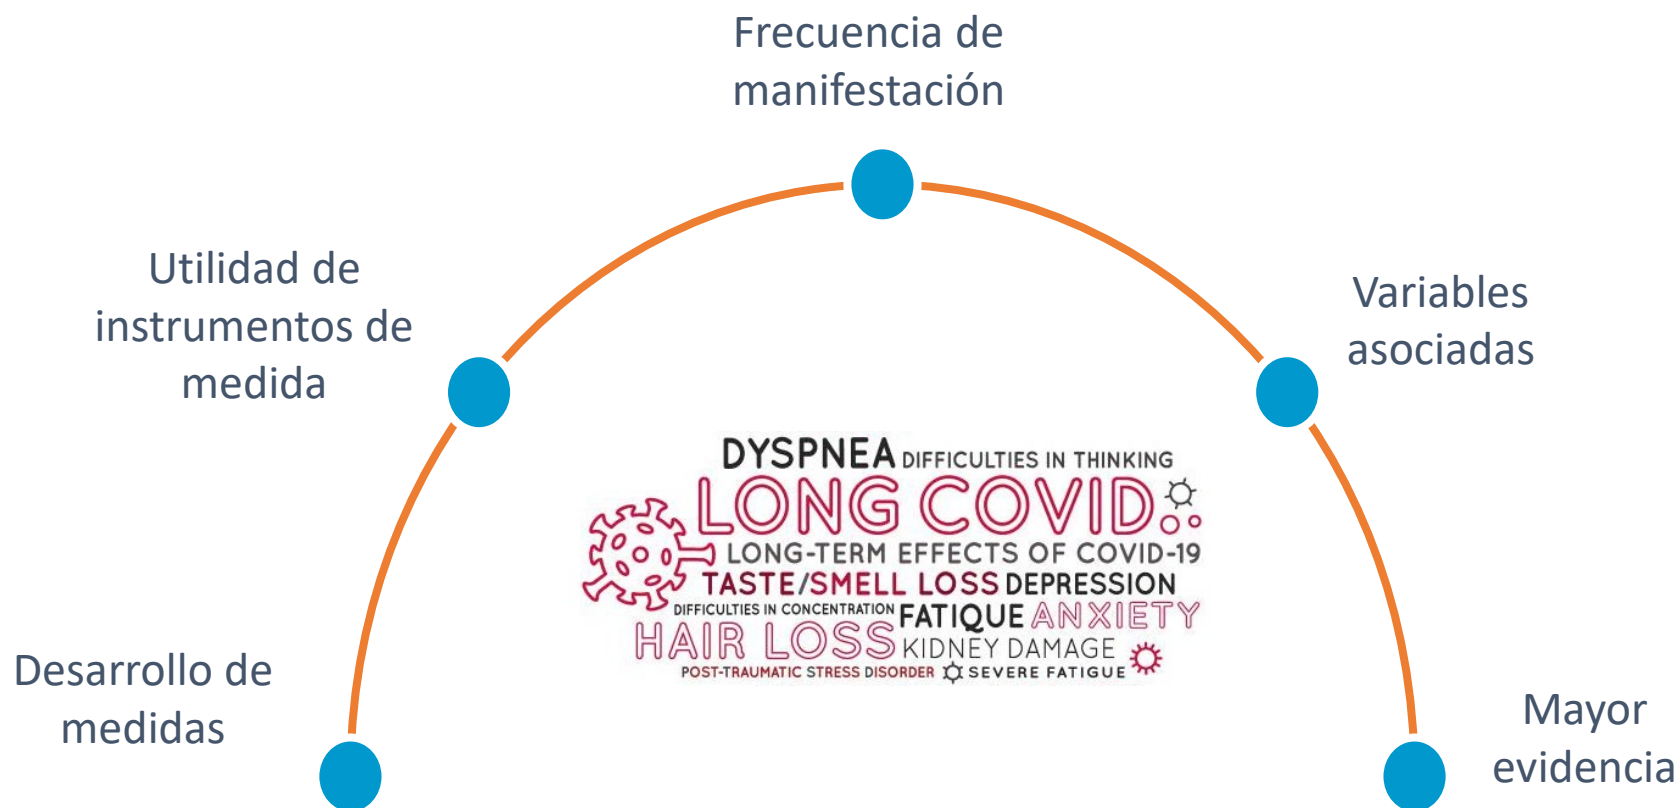 Frecuencia de
manifestación
Utilidad de
instrumentos de
medida
Variables
asociadas
DYSPNEA DIFFICULTIES IN THINKING
LONG COVID
LONG-TERM EFFECTS OF COVID-19
TASTE/SMELL LOSS DEPRESSION
DIFFICULTIES IN CONCENTRATION FATIQUE ANXIETY
HAIR LOSS KIDNEY DAMAGE
POST-TRAUMATIC STRESS DISORDER SEVERE FATIGUE
Desarrollo de
medidas
Mayor
evidencia